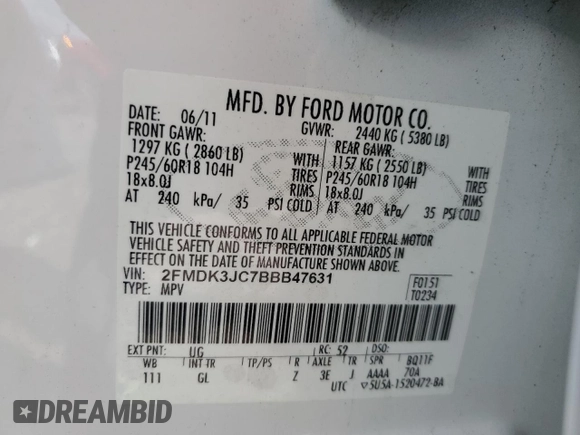 MFD. BY FORD MOTOR CO.
DATE: 06/11 GVWR: 2440 KG ( 5380 LB)
FRONT GAWR: REAR GAWR:
1297 KG ( 2860 LB) WITH 1157 KG ( 2550 LB) WITH
P245/60R18 104H TIRES P245/60R18 104H TIRES
18x8.0J RIMS 18x8.0J RIMS
AT 240 kPa/ 35 PSI COLD AT 240 kPa/ 35 PSI COLD
THIS VEHICLE CONFORMS TO ALL APPLICABLE FEDERAL MOTOR
VEHICLE SAFETY AND THEFT PREVENTION STANDARDS IN
EFFECT ON THE DATE OF MANUFACTURE SHOWN ABOVE.
VIN: 2FMDK3JC7BBB47631 F0151
TYPE: MPV T0234
EXT PNT: UG RC: 52 DSO:
WB INT TR TP/PS R AXLE TR SPR BQ11F
111 GL Z 3E J AAAA 70A
UTC ▽5U5A-1520472-BA
DREAMBID